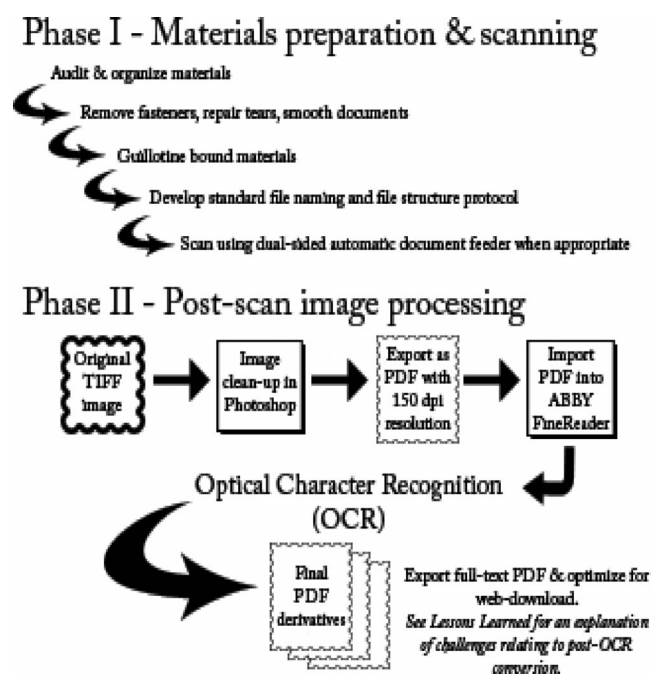 Phase I - Materials preparation & scanning
Audit & organize materials
Remove fasteners, repair tears, smooth documents
Guillotine bound materials
Develop standard file naming and file structure protocol
Scan using dual-sided automatic document feeder when appropriate
Phase II - Post-scan image processing
Original
TIFF
image
Image
clean-up in
Photoshop
Export as
PDF with
150 dpi
resolution
Import
PDF into
ABBY
FineReader
Optical Character Recognition
(OCR)
Final
PDF
derivatives
Export full-text PDF & optimize for
web-download.
See Lessons Learned for an explanation
of challenges relating to post-OCR
conversion.